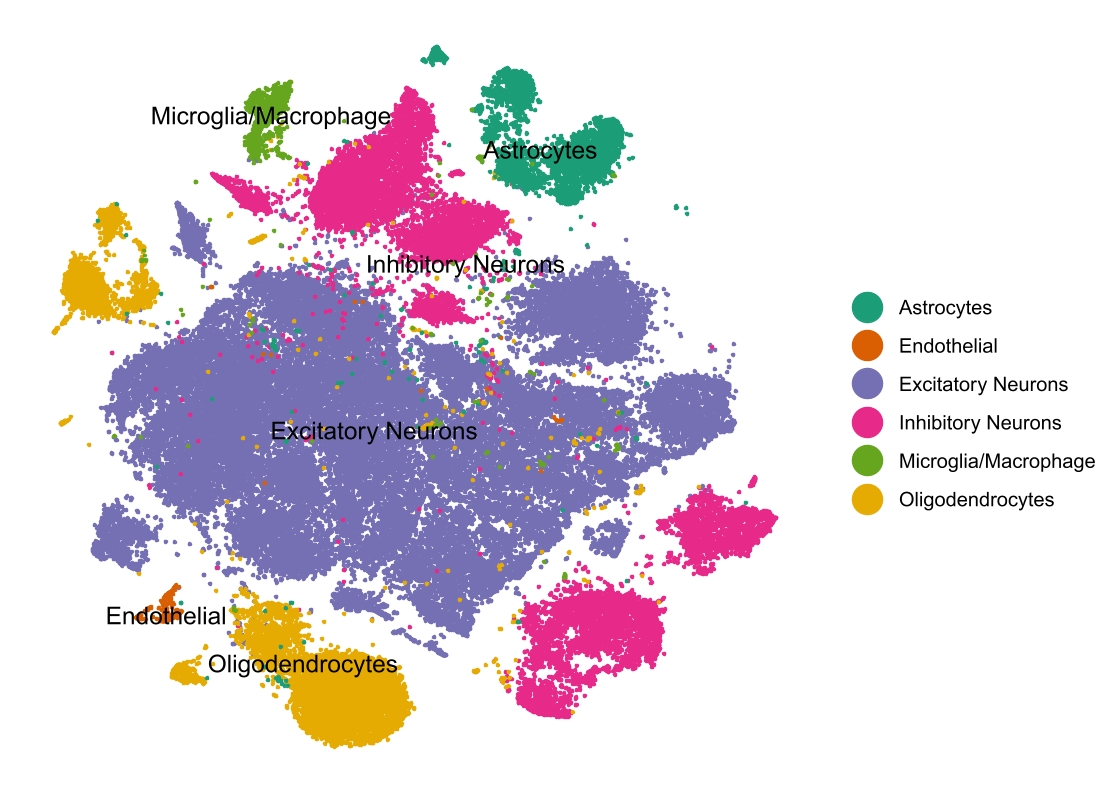 Microglia/Macrophage
Astrocytes
Inhibitory Neurons
Excitatory Neurons
Endothelial
Oligodendrocytes
Astrocytes
Endothelial
Excitatory Neurons
Inhibitory Neurons
Microglia/Macrophage
Oligodendrocytes